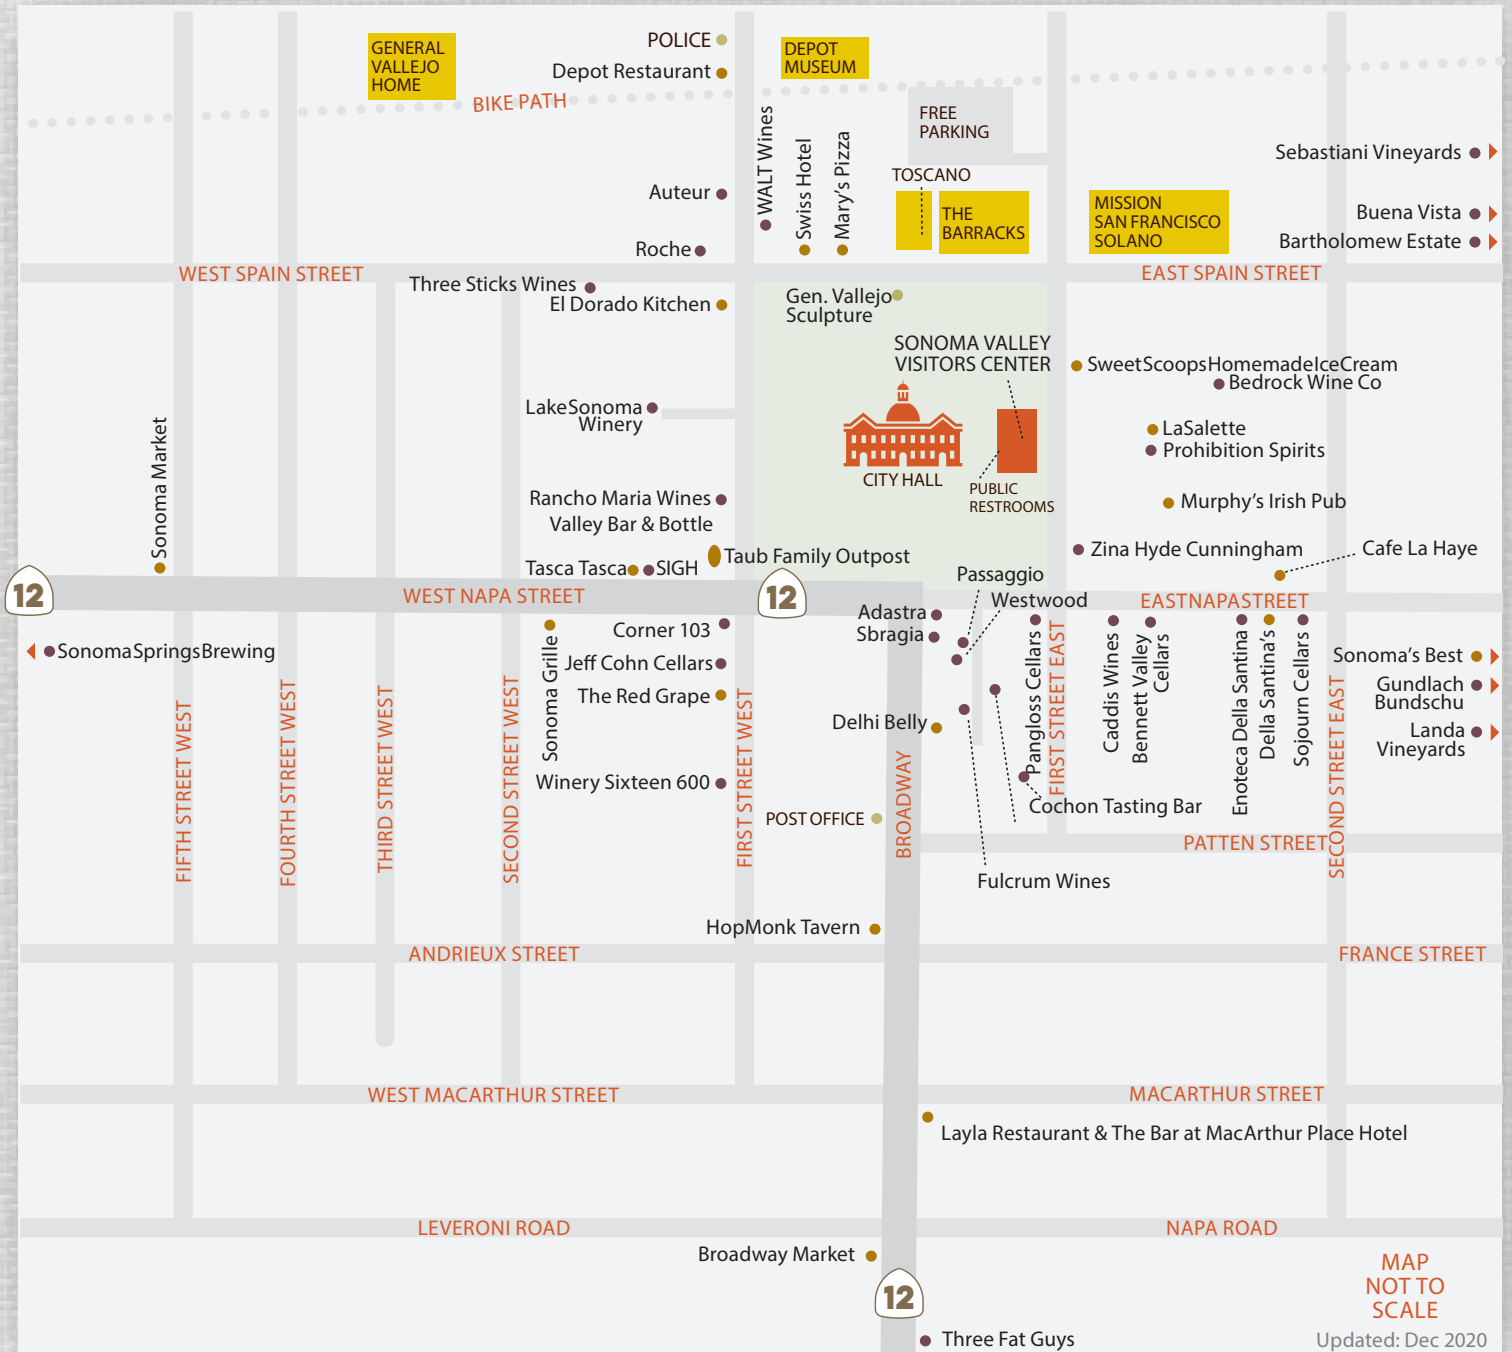 POLICE
Depot Restaurant
GENERAL
VALLEJO
HOME
DEPOT
MUSEUM
BIKE PATH
FREE
PARKING
WALT Wines
Swiss Hotel
Mary's Pizza
TOSCANO
THE
BARRACKS
MISSION
SAN FRANCISCO
SOLANO
Sebastiani Vineyards
Buena Vista
Bartholomew Estate
Auteur
Roche
WEST SPAIN STREET
EAST SPAIN STREET
Three Sticks Wines
El Dorado Kitchen
Gen. Vallejo
Sculpture
SONOMA VALLEY
VISITORS CENTER
SweetScoopsHomemadeIceCream
Bedrock Wine Co
LakeSonoma
Winery
LaSalette
Prohibition Spirits
CITY HALL
PUBLIC
RESTROOMS
Sonoma Market
Rancho Maria Wines
Valley Bar & Bottle
Murphy's Irish Pub
Taub Family Outpost
Tasca Tasca
SIGH
Zina Hyde Cunningham
Cafe La Haye
12
WEST NAPA STREET
12
Passaggio
Westwood
EASTNAPASTREET
Adastra
Sbragia
SonomaSpringsBrewing
Sonoma Grille
Corner 103
Jeff Cohn Cellars
The Red Grape
Winery Sixteen 600
Delhi Belly
Pangloss Cellars
FIRST STREET EAST
Caddis Wines
Bennett Valley
Cellars
Enoteca Della Santina
Della Santina's
Sojourn Cellars
SECOND STREET EAST
Sonoma's Best
Gundlach
Bundschu
Landa
Vineyards
FIFTH STREET WEST
FOURTH STREET WEST
THIRD STREET WEST
SECOND STREET WEST
FIRST STREET WEST
BROADWAY
Cochon Tasting Bar
POST OFFICE
PATTEN STREET
Fulcrum Wines
HopMonk Tavern
ANDRIEUX STREET
FRANCE STREET
WEST MACARTHUR STREET
MACARTHUR STREET
Layla Restaurant & The Bar at MacArthur Place Hotel
LEVERONI ROAD
NAPA ROAD
Broadway Market
12
MAP
NOT TO
SCALE
Three Fat Guys
Updated: Dec 2020